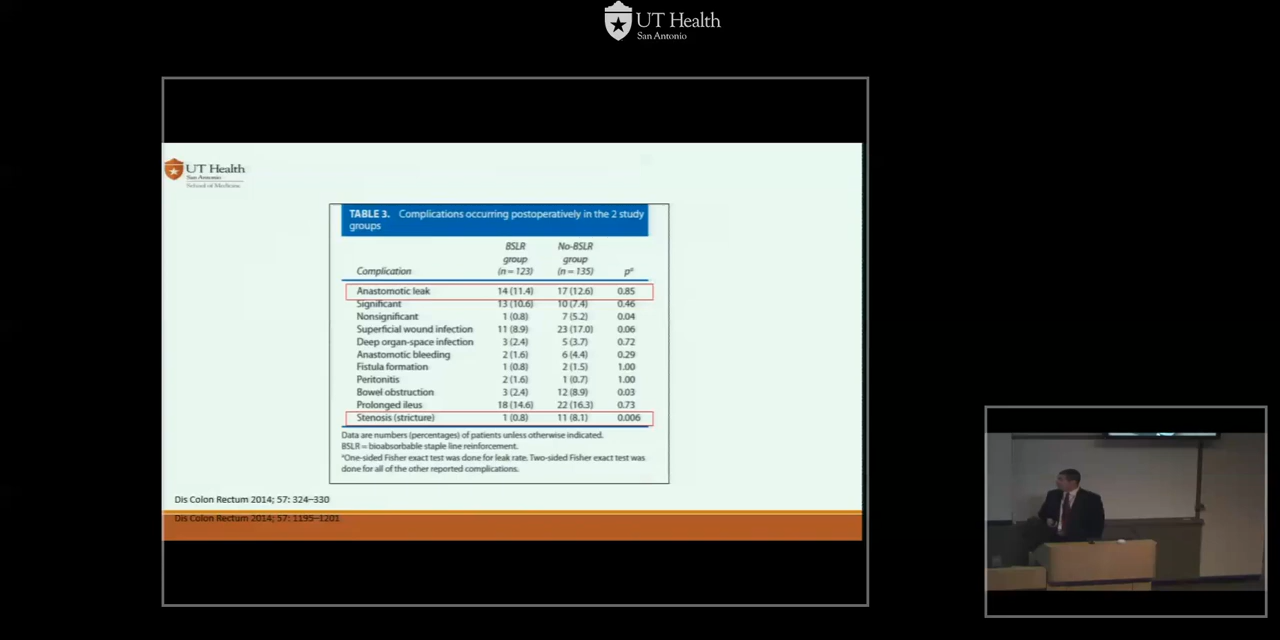 UT Health
San Antonio
UT Health
San Antonio
School of Medicine
TABLE 3. Complications occurring postoperatively in the 2 study groups
Complication BSLR group (n = 123) No-BSLR group (n = 135) pª
Anastomotic leak 14 (11.4) 17 (12.6) 0.85
Significant 13 (10.6) 10 (7.4) 0.46
Nonsignificant 1 (0.8) 7 (5.2) 0.04
Superficial wound infection 11 (8.9) 23 (17.0) 0.06
Deep organ-space infection 3 (2.4) 5 (3.7) 0.72
Anastomotic bleeding 2 (1.6) 6 (4.4) 0.29
Fistula formation 1 (0.8) 2 (1.5) 1.00
Peritonitis 2 (1.6) 1 (0.7) 1.00
Bowel obstruction 3 (2.4) 12 (8.9) 0.03
Prolonged ileus 18 (14.6) 22 (16.3) 0.73
Stenosis (stricture) 1 (0.8) 11 (8.1) 0.006
Data are numbers (percentages) of patients unless otherwise indicated.
BSLR = bioabsorbable staple line reinforcement.
ªOne-sided Fisher exact test was done for leak rate. Two-sided Fisher exact test was
done for all of the other reported complications.
Dis Colon Rectum 2014; 57: 324–330
Dis Colon Rectum 2014; 57: 1195–1201